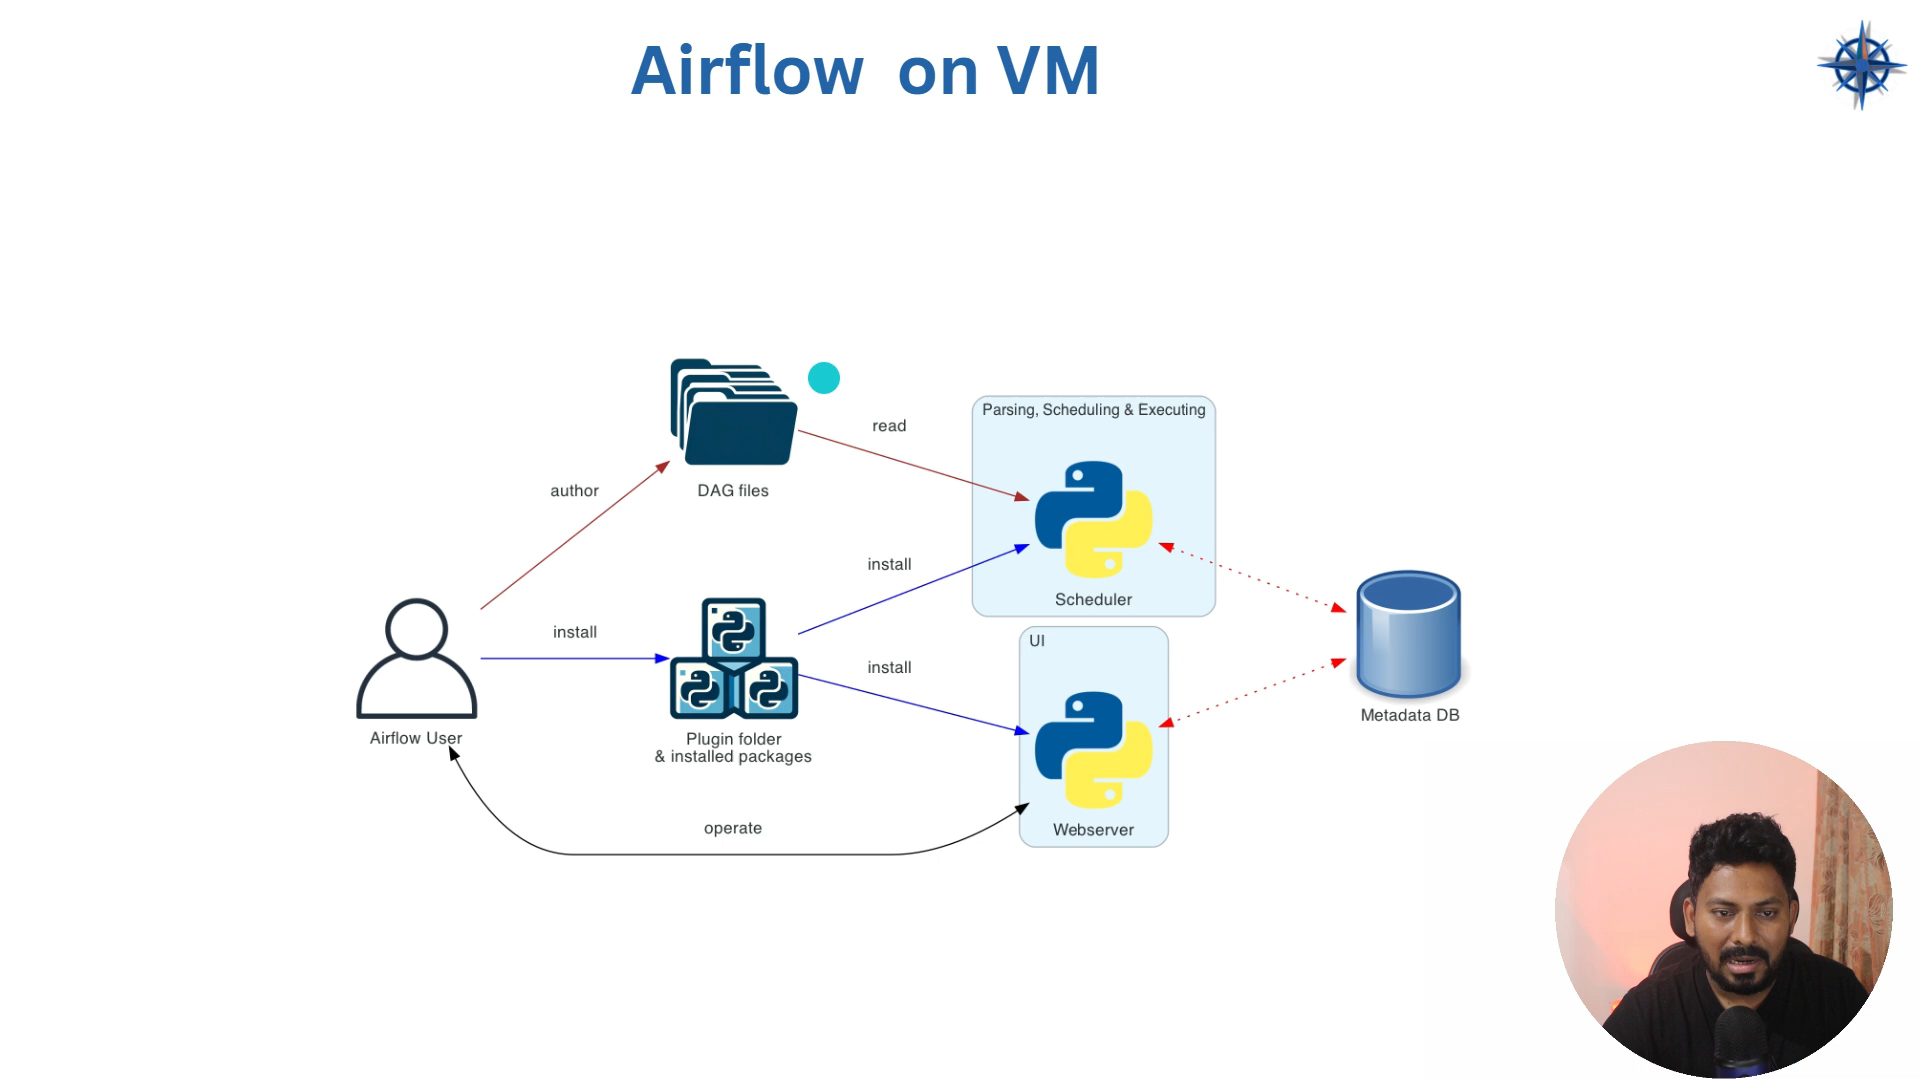 Airflow on VM
Parsing, Scheduling & Executing
read
DAG files
author
install
Scheduler
install
UI
install
Metadata DB
Airflow User
Plugin folder
& installed packages
operate
Webserver